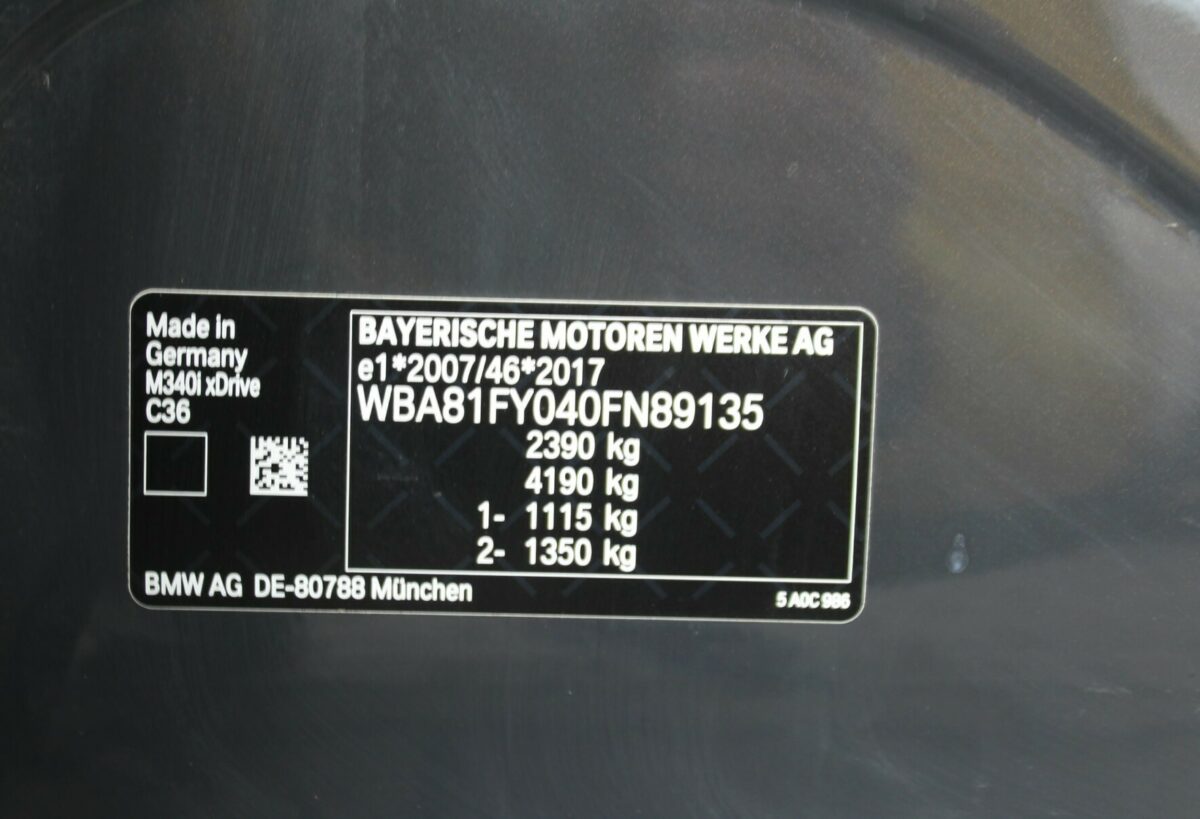 Made in
Germany
M340i xDrive
C36
BAYERISCHE MOTOREN WERKE AG
e1*2007/46*2017
WBA81FY040FN89135
2390 kg
4190 kg
1- 1115 kg
2- 1350 kg
BMW AG DE-80788 München
5 A0C 986